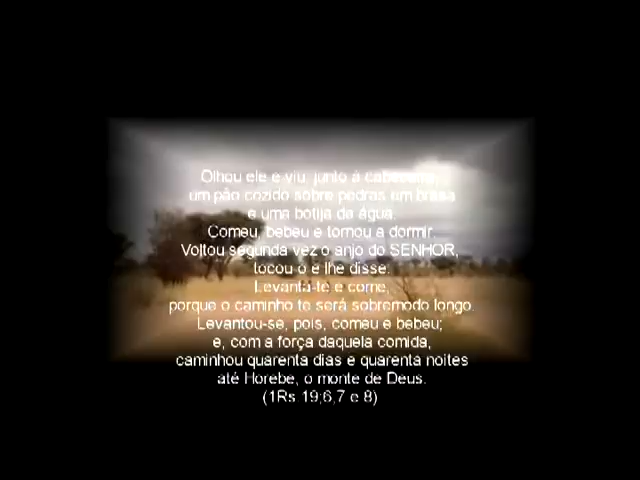 Olhou ele e viu, junto à cabeceira,
um pão cozido sobre pedras em brasa
e uma botija de água.
Comeu, bebeu e tornou a dormir.
Voltou segunda vez o anjo do SENHOR,
tocou-o e lhe disse:
Levanta-te e come,
porque o caminho te será sobremodo longo.
Levantou-se, pois, comeu e bebeu;
e, com a força daquela comida,
caminhou quarenta dias e quarenta noites
até Horebe, o monte de Deus.
(1Rs 19;6,7 e 8)